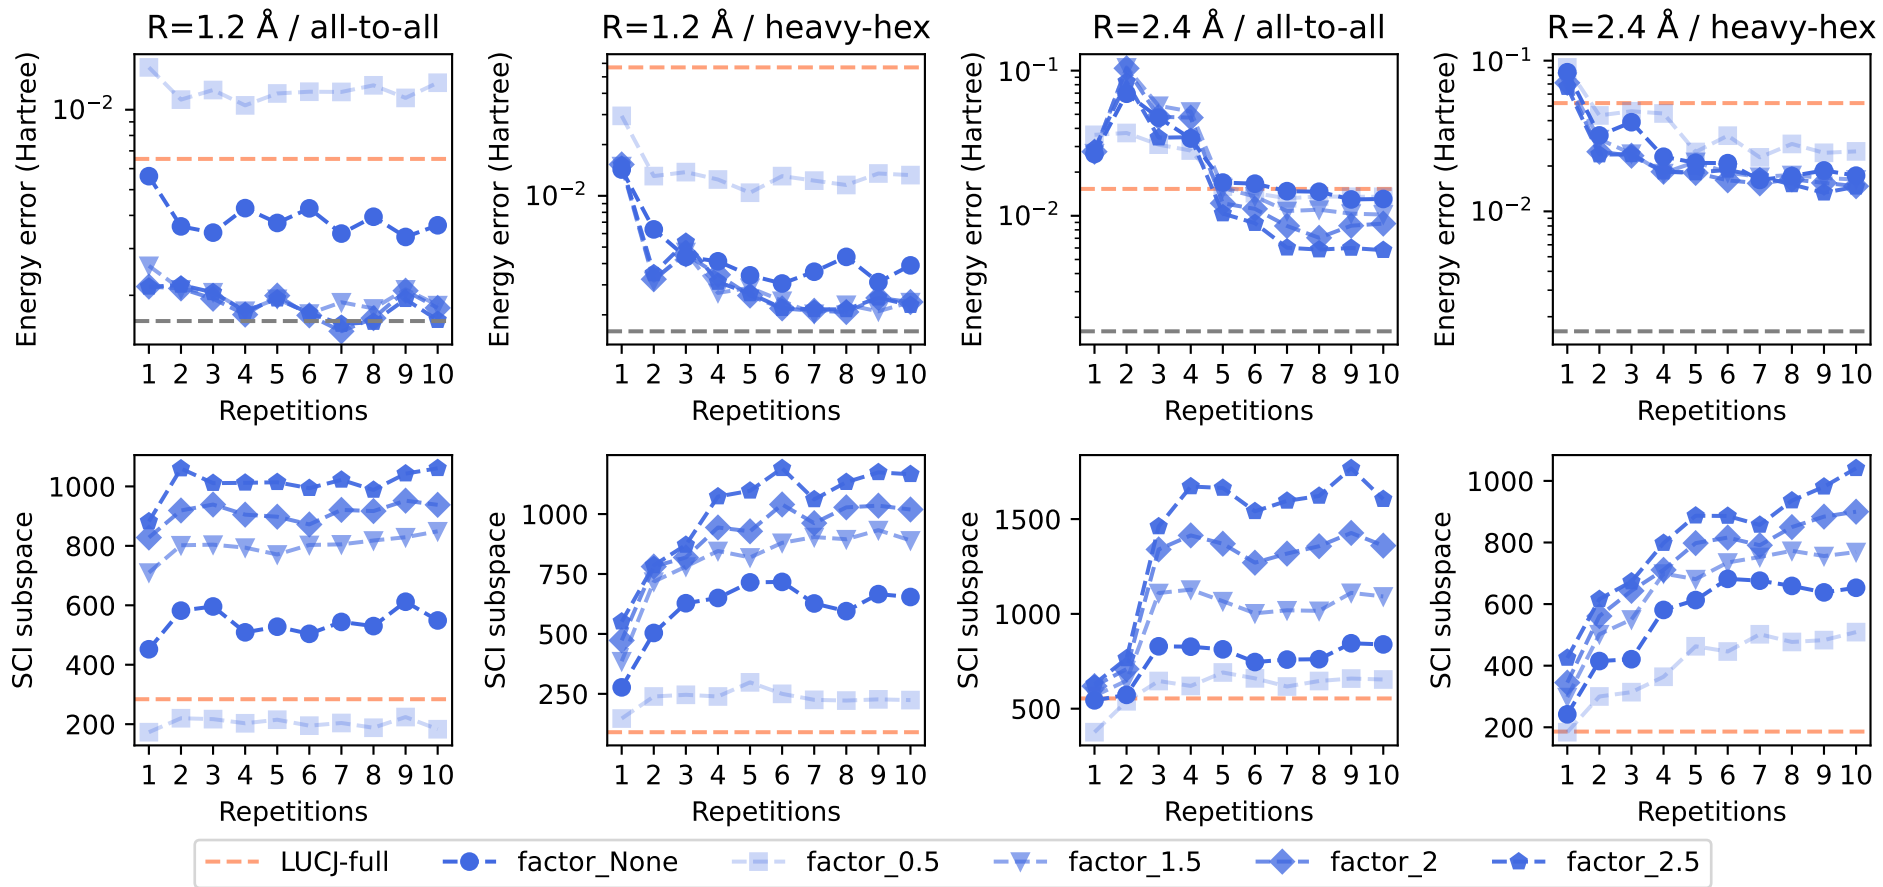 R=1.2 Å / all-to-all
Energy error (Hartree)
10⁻²
1 2 3 4 5 6 7 8 9 10
Repetitions
R=1.2 Å / heavy-hex
Energy error (Hartree)
10⁻²
1 2 3 4 5 6 7 8 9 10
Repetitions
R=2.4 Å / all-to-all
Energy error (Hartree)
10⁻¹
10⁻²
1 2 3 4 5 6 7 8 9 10
Repetitions
R=2.4 Å / heavy-hex
Energy error (Hartree)
10⁻¹
10⁻²
1 2 3 4 5 6 7 8 9 10
Repetitions
SCI subspace
1000
800
600
400
200
1 2 3 4 5 6 7 8 9 10
Repetitions
SCI subspace
1000
750
500
250
1 2 3 4 5 6 7 8 9 10
Repetitions
SCI subspace
1500
1000
500
1 2 3 4 5 6 7 8 9 10
Repetitions
SCI subspace
1000
800
600
400
200
1 2 3 4 5 6 7 8 9 10
Repetitions
LUCJ-full factor_None factor_0.5 factor_1.5 factor_2 factor_2.5